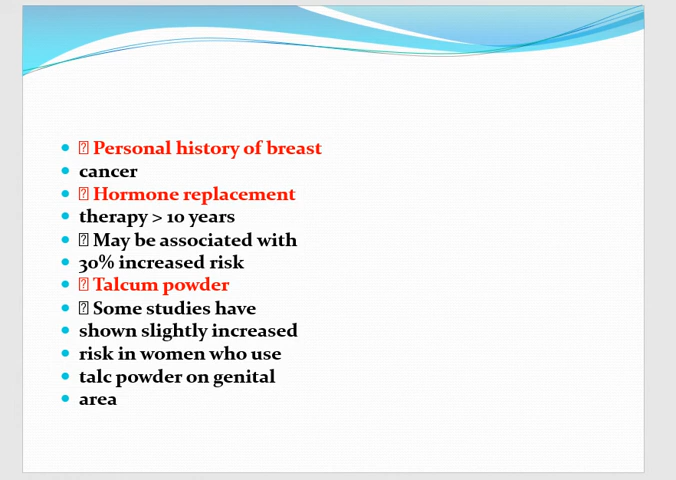 • ⍰ Personal history of breast
• cancer
• ⍰ Hormone replacement
• therapy > 10 years
• ⍰ May be associated with
• 30% increased risk
• ⍰ Talcum powder
• ⍰ Some studies have
• shown slightly increased
• risk in women who use
• talc powder on genital
• area